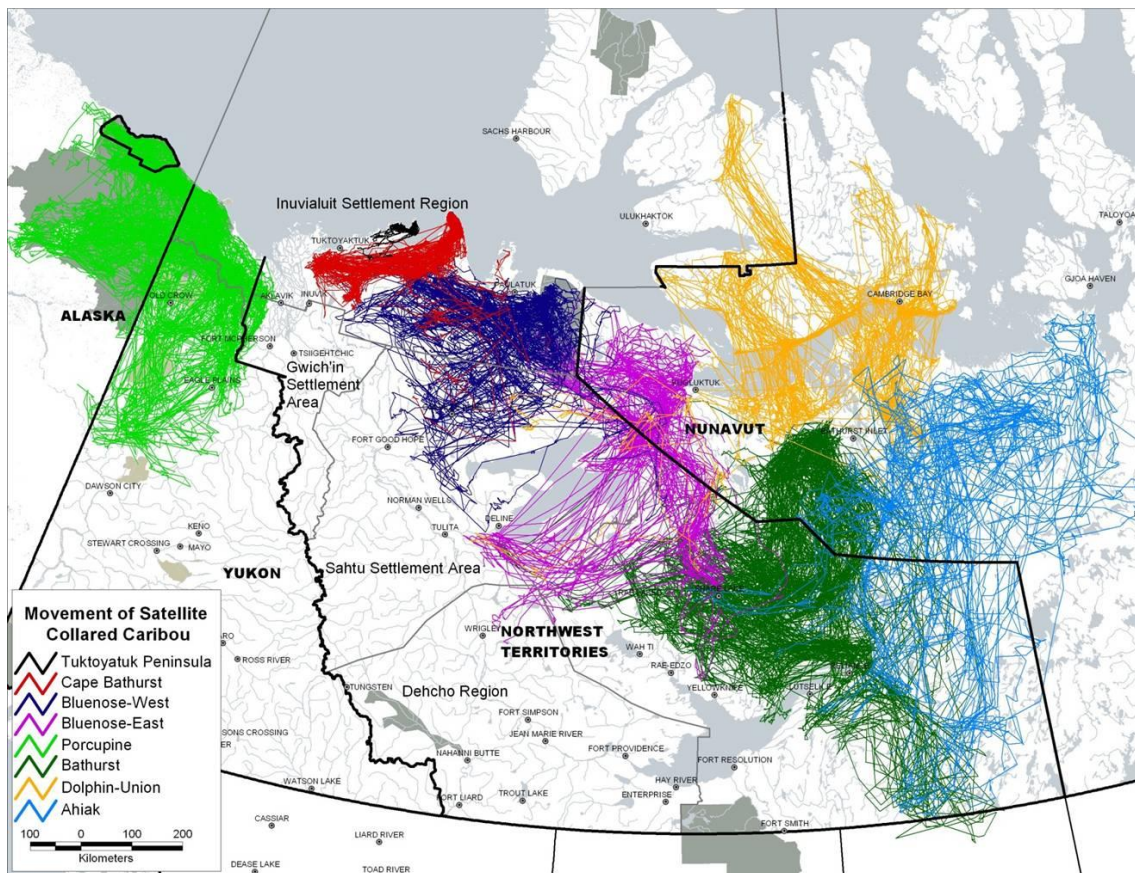 SACHS HARBOUR
ULUKHAKTOK
TALOYOA
Inuvialuit Settlement Region
TUKTOYAKTUK
GJOA HAVEN
CAMBRIDGE BAY
OLD CROW
AKLAVIK
INUVIK
ALASKA
FORT MCPHERSON
TSIIGEHTCHIC
Gwich'in
Settlement
Area
EAGLE PLAINS
NUNAVUT
FORT GOOD HOPE
DAWSON CITY
NORMAN WELLS
DELINE
TULITA
KENO
MAYO
STEWART CROSSING
YUKON
Sahtu Settlement Area
WRIGLEY
NORTHWEST
TERRITORIES
WAH TI
RAE-EDZO
YELLOWKNIFE
LUTSELK'E
ROSS RIVER
TUNGSTEN
Dehcho Region
FORT SIMPSON
JEAN MARIE RIVER
NAHANNI BUTTE
FORT PROVIDENCE
FORT RESOLUTION
HAY RIVER
ENTERPRISE
TROUT LAKE
FORT LIARD
WATSON LAKE
FORT SMITH
CASSIAR
LIARD RIVER
DEASE LAKE
TOAD RIVER
Movement of Satellite
Collared Caribou
Tuktoyatuk Peninsula
Cape Bathurst
Bluenose-West
Bluenose-East
Porcupine
Bathurst
Dolphin-Union
Ahiak
100 0 100 200
Kilometers